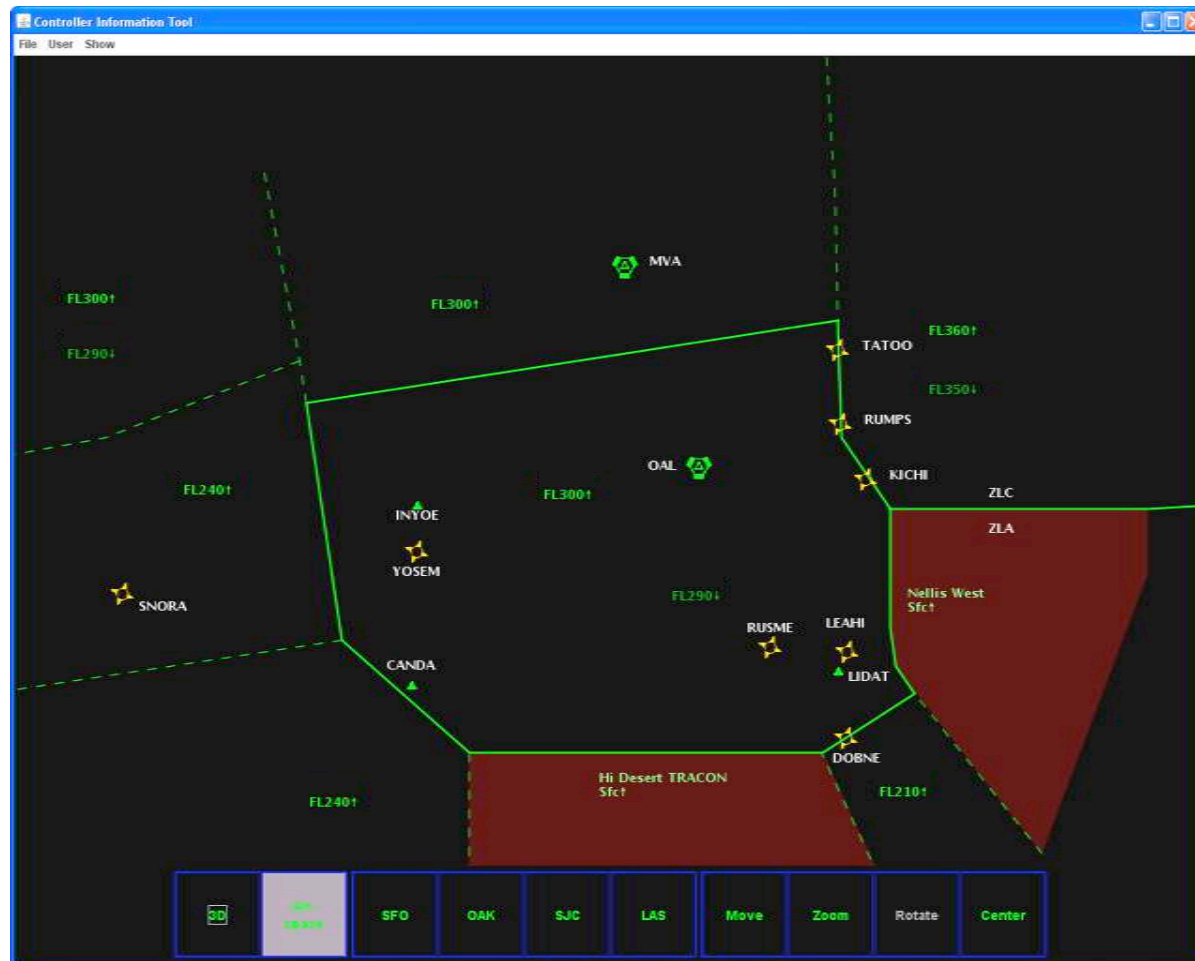 Controller Information Tool
File User Show
MVA
FL300↑
FL300↑
FL360↑
TATOO
FL290↓
FL350↓
RUMPS
OAL
KICHI
FL240↑
FL300↑
ZLC
INYOE
ZLA
YOSEM
Nellis West
Sfc↑
FL290↓
SNORA
RUSME
LEAHI
CANDA
LIDAT
DOBNE
Hi Desert TRACON
Sfc↑
FL240↑
FL210↑
3D
SFO
OAK
SJC
LAS
Move
Zoom
Rotate
Center